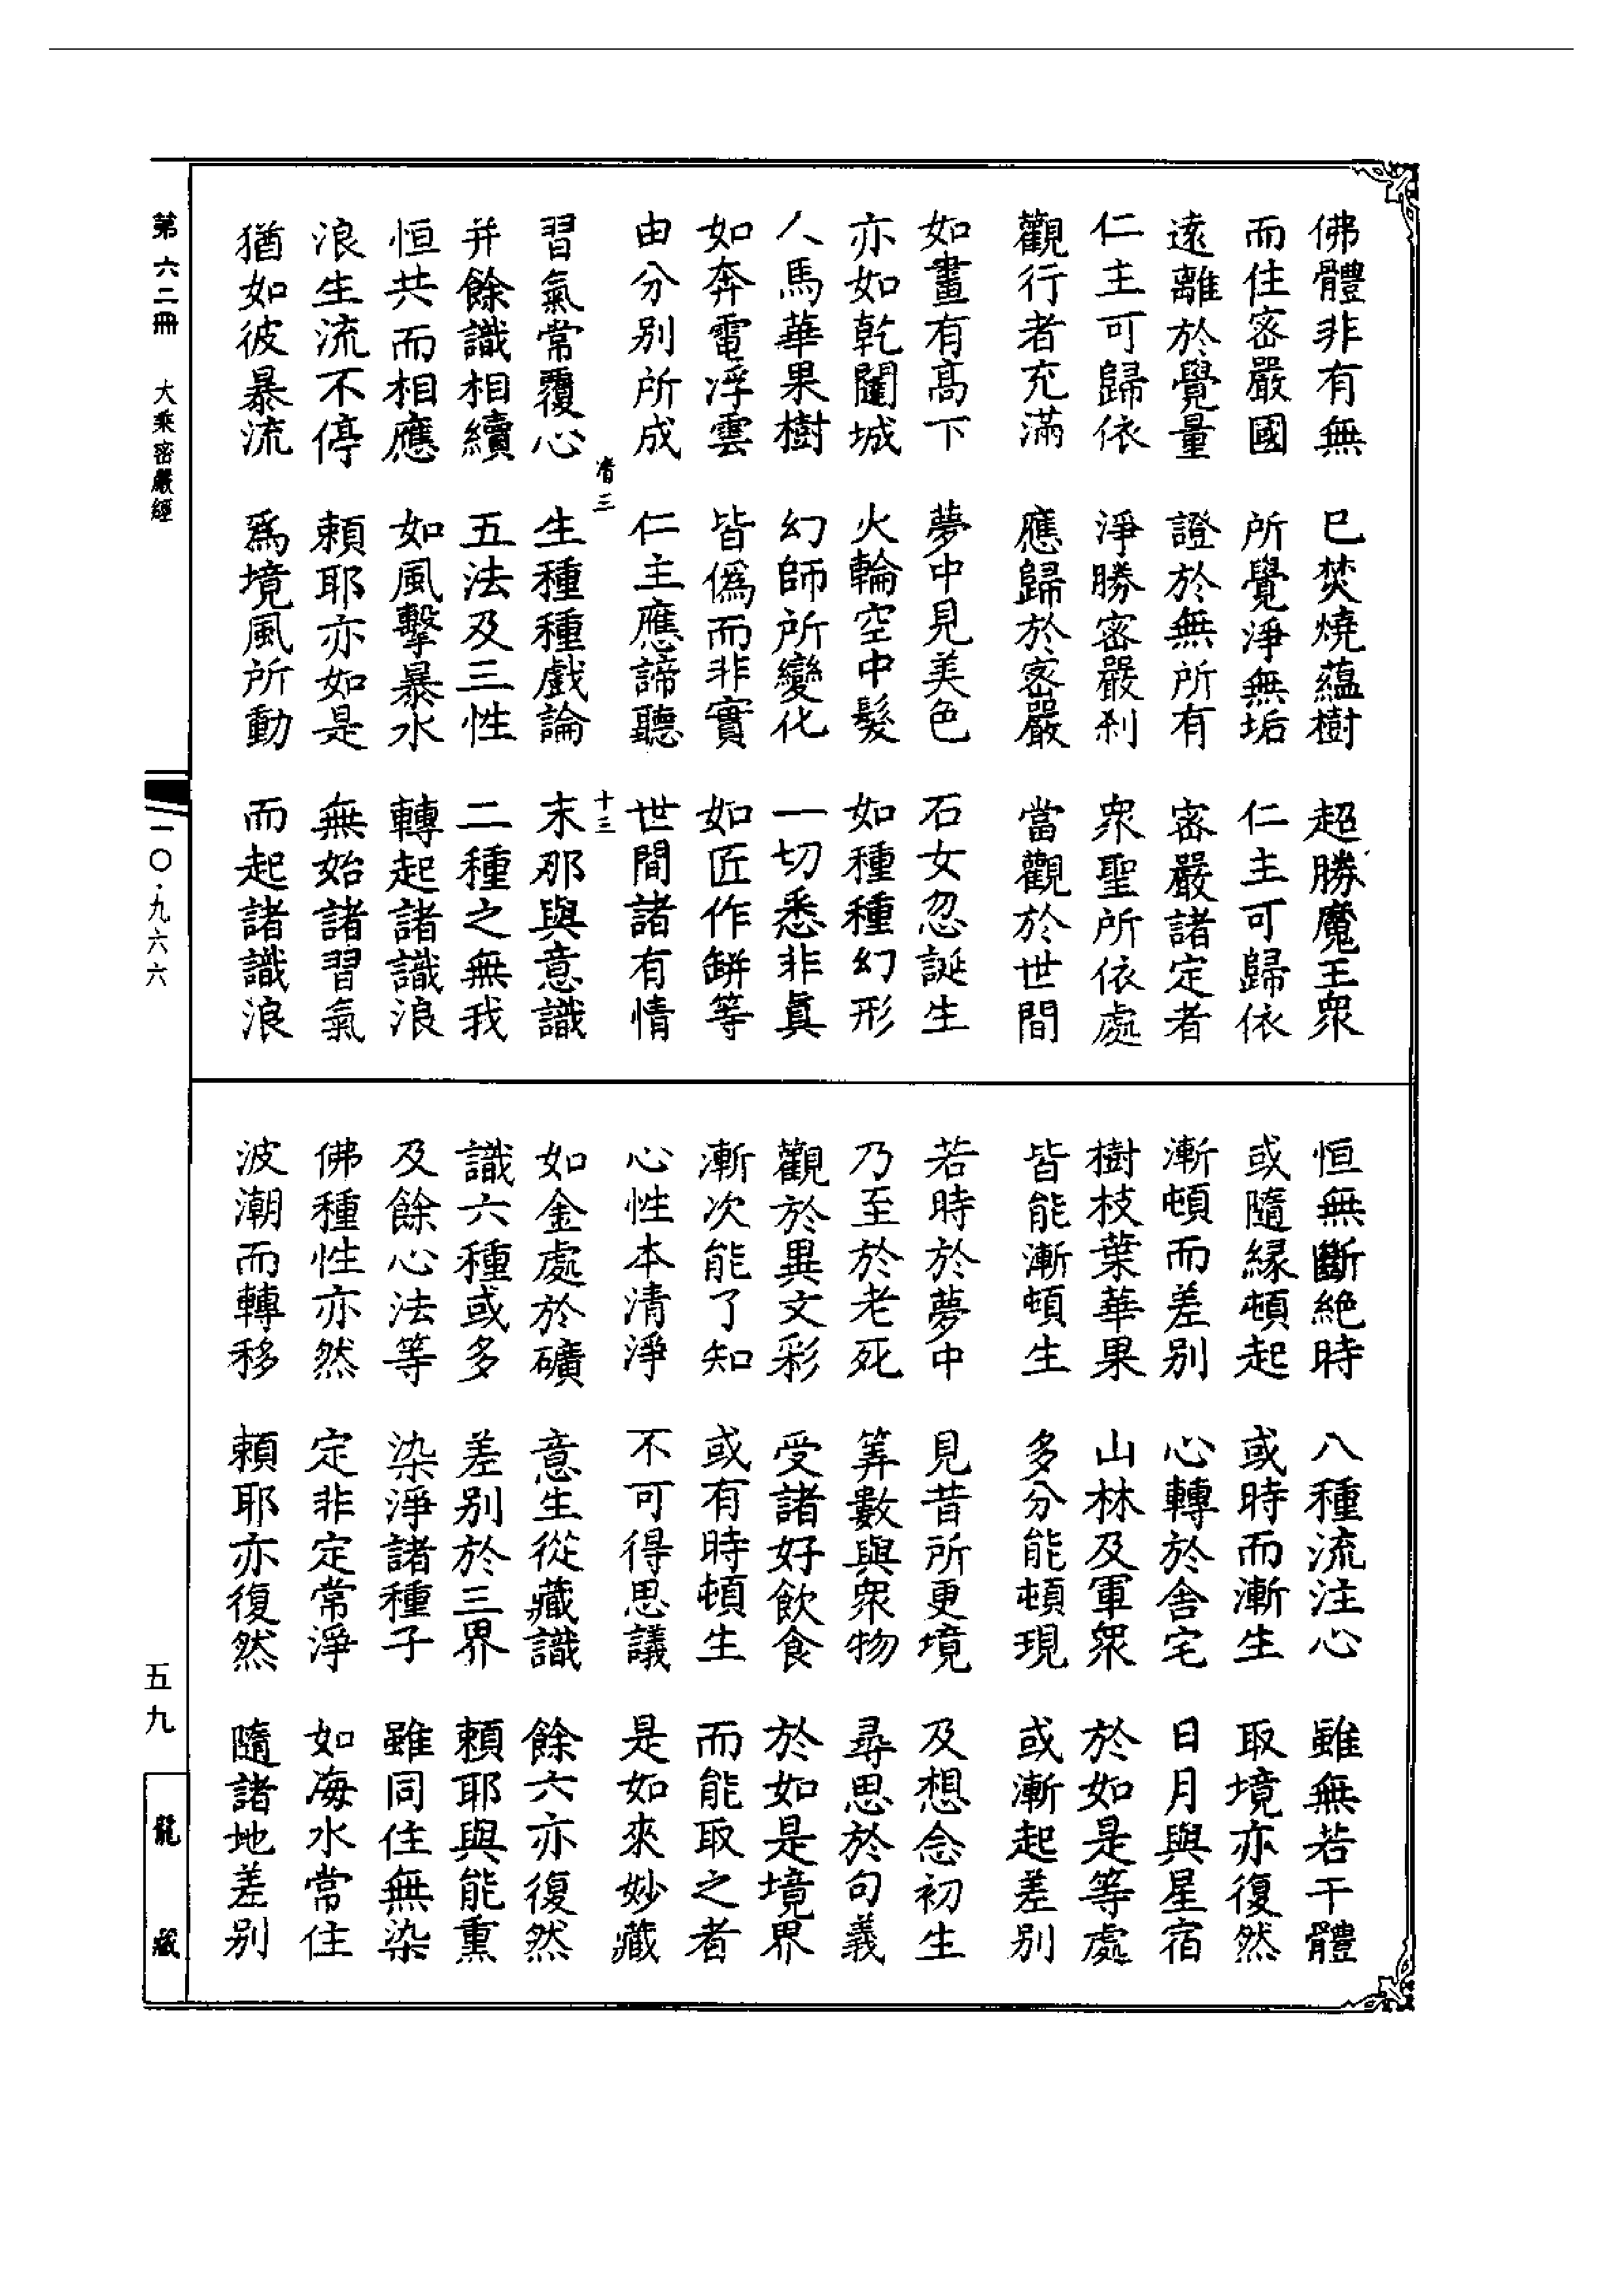 佛體非有無　巳焚燒蘊樹　超勝魔王眾
而住密嚴國　所覺淨無垢　仁主可歸依
遠離於覺量　證於無所有　密嚴諸定者
仁主可歸依　淨勝密嚴刹　眾聖所依處
觀行者充滿　應歸於密嚴　當觀於世間
如畫有高下　夢中見美色　石女忽誕生
亦如乾闥城　火輪空中髮　如種種幻形
人馬華果樹　幻師所變化　一切悉非真
如奔電浮雲　皆偽而非實　如匠作缾等
由分別所成　仁主應諦聽　世間諸有情
三　十三
習氣常覆心　生種種戲論　末那與意識
并餘識相續　五法及三性　二種之無我
恒共而相應　如風擊暴水　轉起諸識浪
浪生流不停　賴耶亦如是　無始諸習氣
猶如彼暴流　為境風所動　而起諸識浪
恒無斷絕時　八種流注心　雖無若干體
或隨緣頓起　或時而漸生　取境亦復然
漸頓而差別　心轉於舍宅　日月與星宿
樹枝葉華果　山林及軍眾　於如是等處
皆能漸頓生　多分能頓現　或漸起差別
若時於夢中　見昔所更境　及想念初生
乃至於老死　筭數與眾物　尋思於句義
觀於異文彩　受諸好飲食　於如是境界
漸次能了知　或有時頓生　而能取之者
心性本清淨　不可得思議　是如來妙藏
如金處於礦　意生從藏識　餘六亦復然
識六種或多　差別於三界　賴耶與能熏
及餘心法等　染淨諸種子　雖同住無染
佛種性亦然　定非定常淨　如海水常住
波潮而轉移　賴耶亦復然　隨諸地差別
第六二冊　大乘密嚴經　一〇·九六六　五九　龍藏